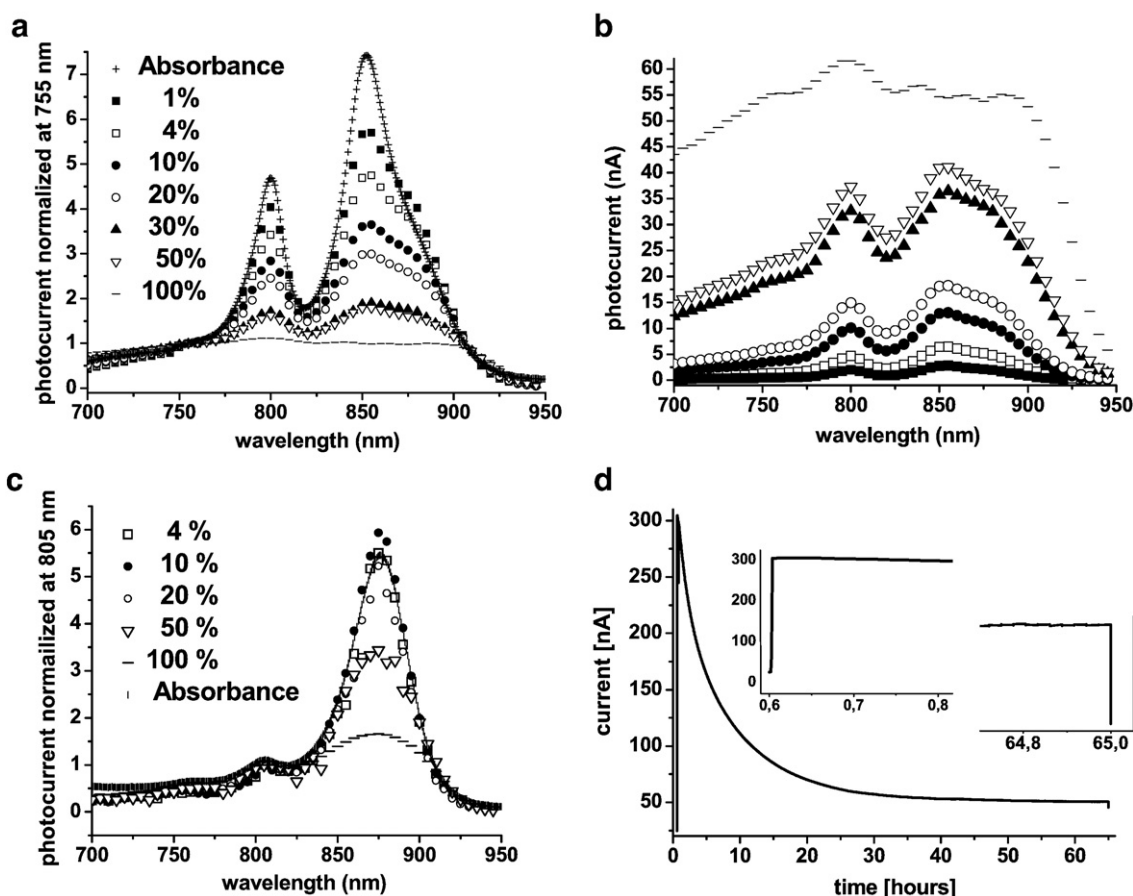 a
photocurrent normalized at 755 nm
7
6
5
4
3
2
1
0
Absorbance
1%
4%
10%
20%
30%
50%
100%
700 750 800 850 900 950
wavelength (nm)
b
photocurrent (nA)
60
55
50
45
40
35
30
25
20
15
10
5
0
700 750 800 850 900 950
wavelength (nm)
c
photocurrent normailized at 805 nm
6
5
4
3
2
1
0
4 %
10 %
20 %
50 %
100 %
Absorbance
700 750 800 850 900 950
wavelength (nm)
d
current [nA]
300
250
200
150
100
50
300
200
100
0
0,6 0,7 0,8
64,8 65,0
0 10 20 30 40 50 60
time [hours]